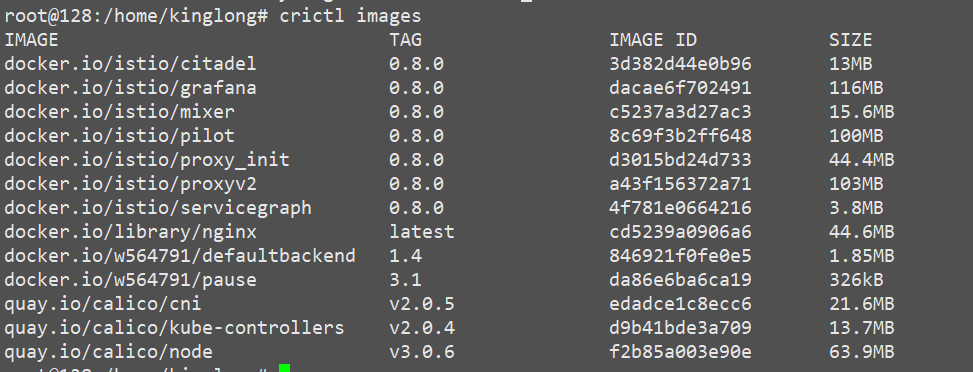 root@128:/home/kinglong# crictl images
IMAGE TAG IMAGE ID SIZE
docker.io/istio/citadel 0.8.0 3d382d44e0b96 13MB
docker.io/istio/grafana 0.8.0 dacae6f702491 116MB
docker.io/istio/mixer 0.8.0 c5237a3d27ac3 15.6MB
docker.io/istio/pilot 0.8.0 8c69f3b2ff648 100MB
docker.io/istio/proxy_init 0.8.0 d3015bd24d733 44.4MB
docker.io/istio/proxyv2 0.8.0 a43f156372a71 103MB
docker.io/istio/servicegraph 0.8.0 4f781e0664216 3.8MB
docker.io/library/nginx latest cd5239a0906a6 44.6MB
docker.io/w564791/defaultbackend 1.4 846921f0fe0e5 1.85MB
docker.io/w564791/pause 3.1 da86e6ba6ca19 326kB
quay.io/calico/cni v2.0.5 edadce1c8ecc6 21.6MB
quay.io/calico/kube-controllers v2.0.4 d9b41bde3a709 13.7MB
quay.io/calico/node v3.0.6 f2b85a003e90e 63.9MB
root@128:/home/kinglong#